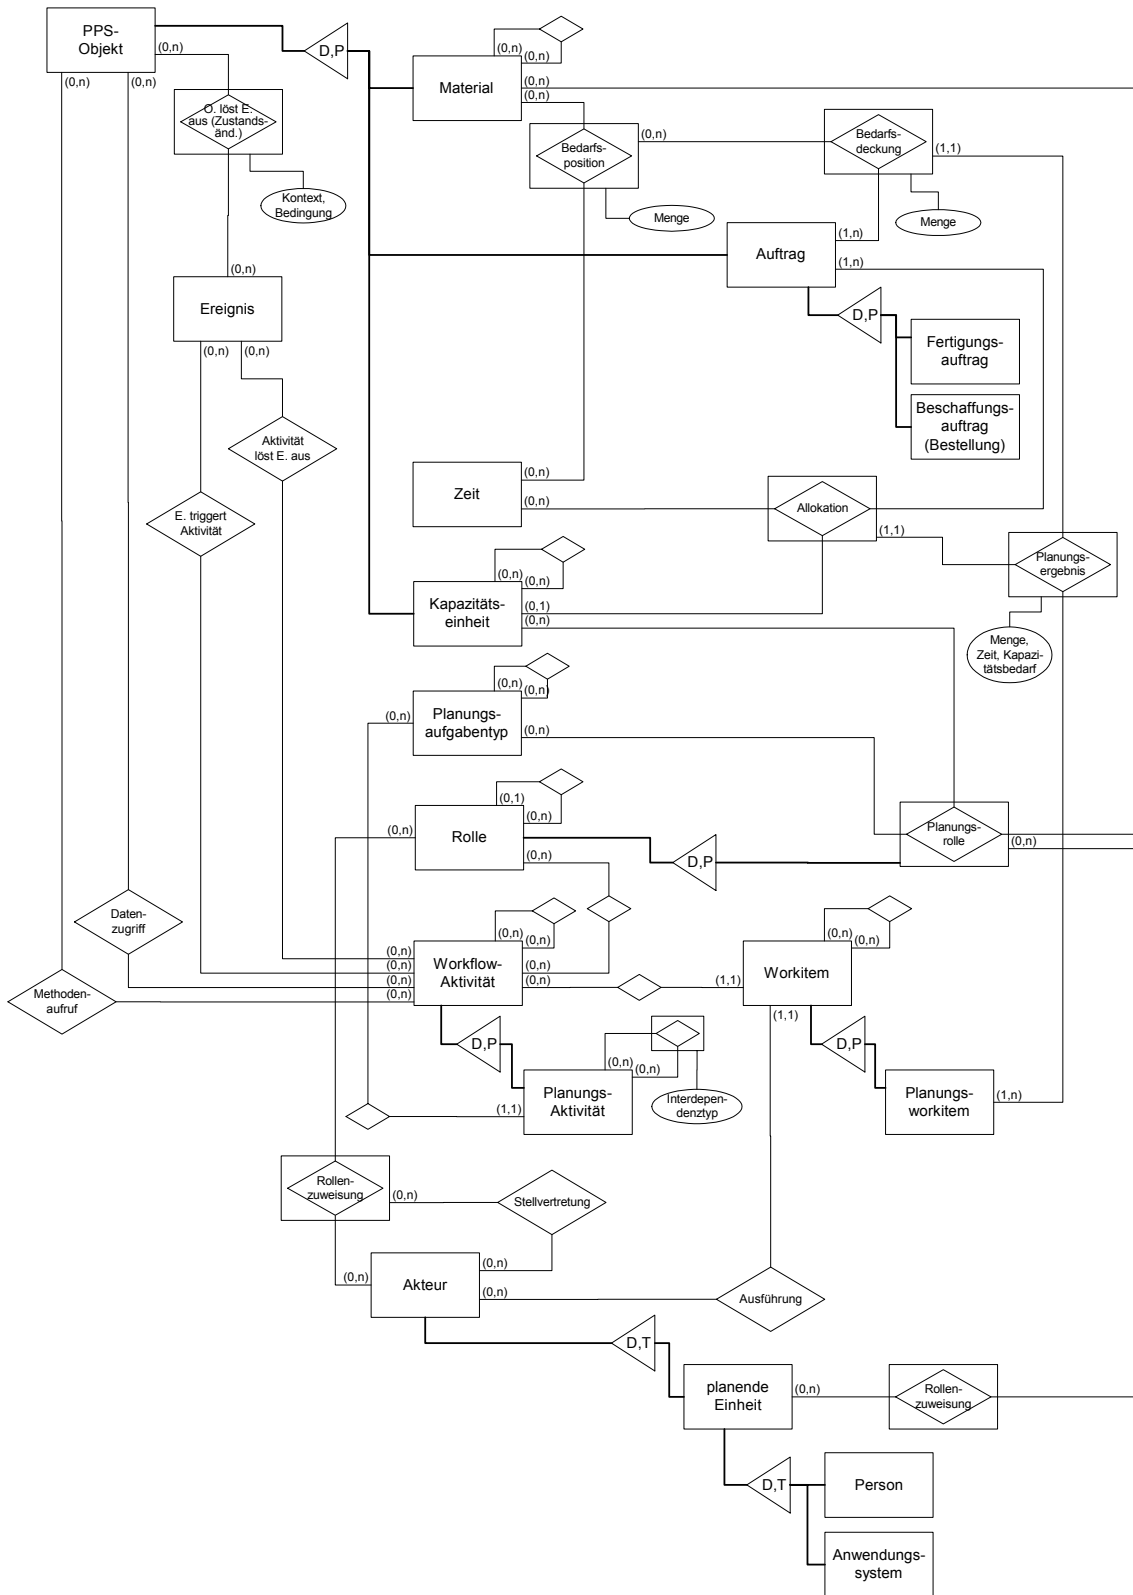 PPS-
Objekt
(0,n)
(0,n)
(0,n)
D,P
(0,n)
(0,n)
Material
(0,n)
(0,n)
O. löst E.
aus (Zustands-
änd.)
Kontext,
Bedingung
Bedarfs-
position
(0,n)
Menge
Bedarfs-
deckung
(1,1)
Menge
(0,n)
Ereignis
(0,n)
(0,n)
Auftrag
(1,n)
(1,n)
D,P
Fertigungs-
auftrag
Beschaffungs-
auftrag
(Bestellung)
Aktivität
löst E. aus
E. triggert
Aktivität
Zeit
(0,n)
(0,n)
Allokation
(1,1)
Planungs-
ergebnis
Menge,
Zeit, Kapazi-
tätsbedarf
(0,n)
(0,n)
Kapazitäts-
einheit
(0,1)
(0,n)
(0,n)
(0,n)
(0,n)
Planungs-
aufgabentyp
(0,n)
(0,1)
(0,n)
(0,n)
Rolle
(0,n)
D,P
Planungs-
rolle
(0,n)
Daten-
zugriff
Methoden-
aufruf
(0,n)
(0,n)
(0,n)
(0,n)
(0,n)
(0,n)
Workflow-
Aktivität
(0,n)
(0,n)
(0,n)
(0,n)
Workitem
(1,1)
(1,1)
D,P
Planungs-
Aktivität
(1,1)
(0,n)
(0,n)
Interdepen-
denztyp
D,P
Planungs-
workitem
(1,n)
Rollen-
zuweisung
(0,n)
Stellvertretung
(0,n)
Akteur
(0,n)
(0,n)
Ausführung
D,T
planende
Einheit
(0,n)
Rollen-
zuweisung
D,T
Person
Anwendungs-
system